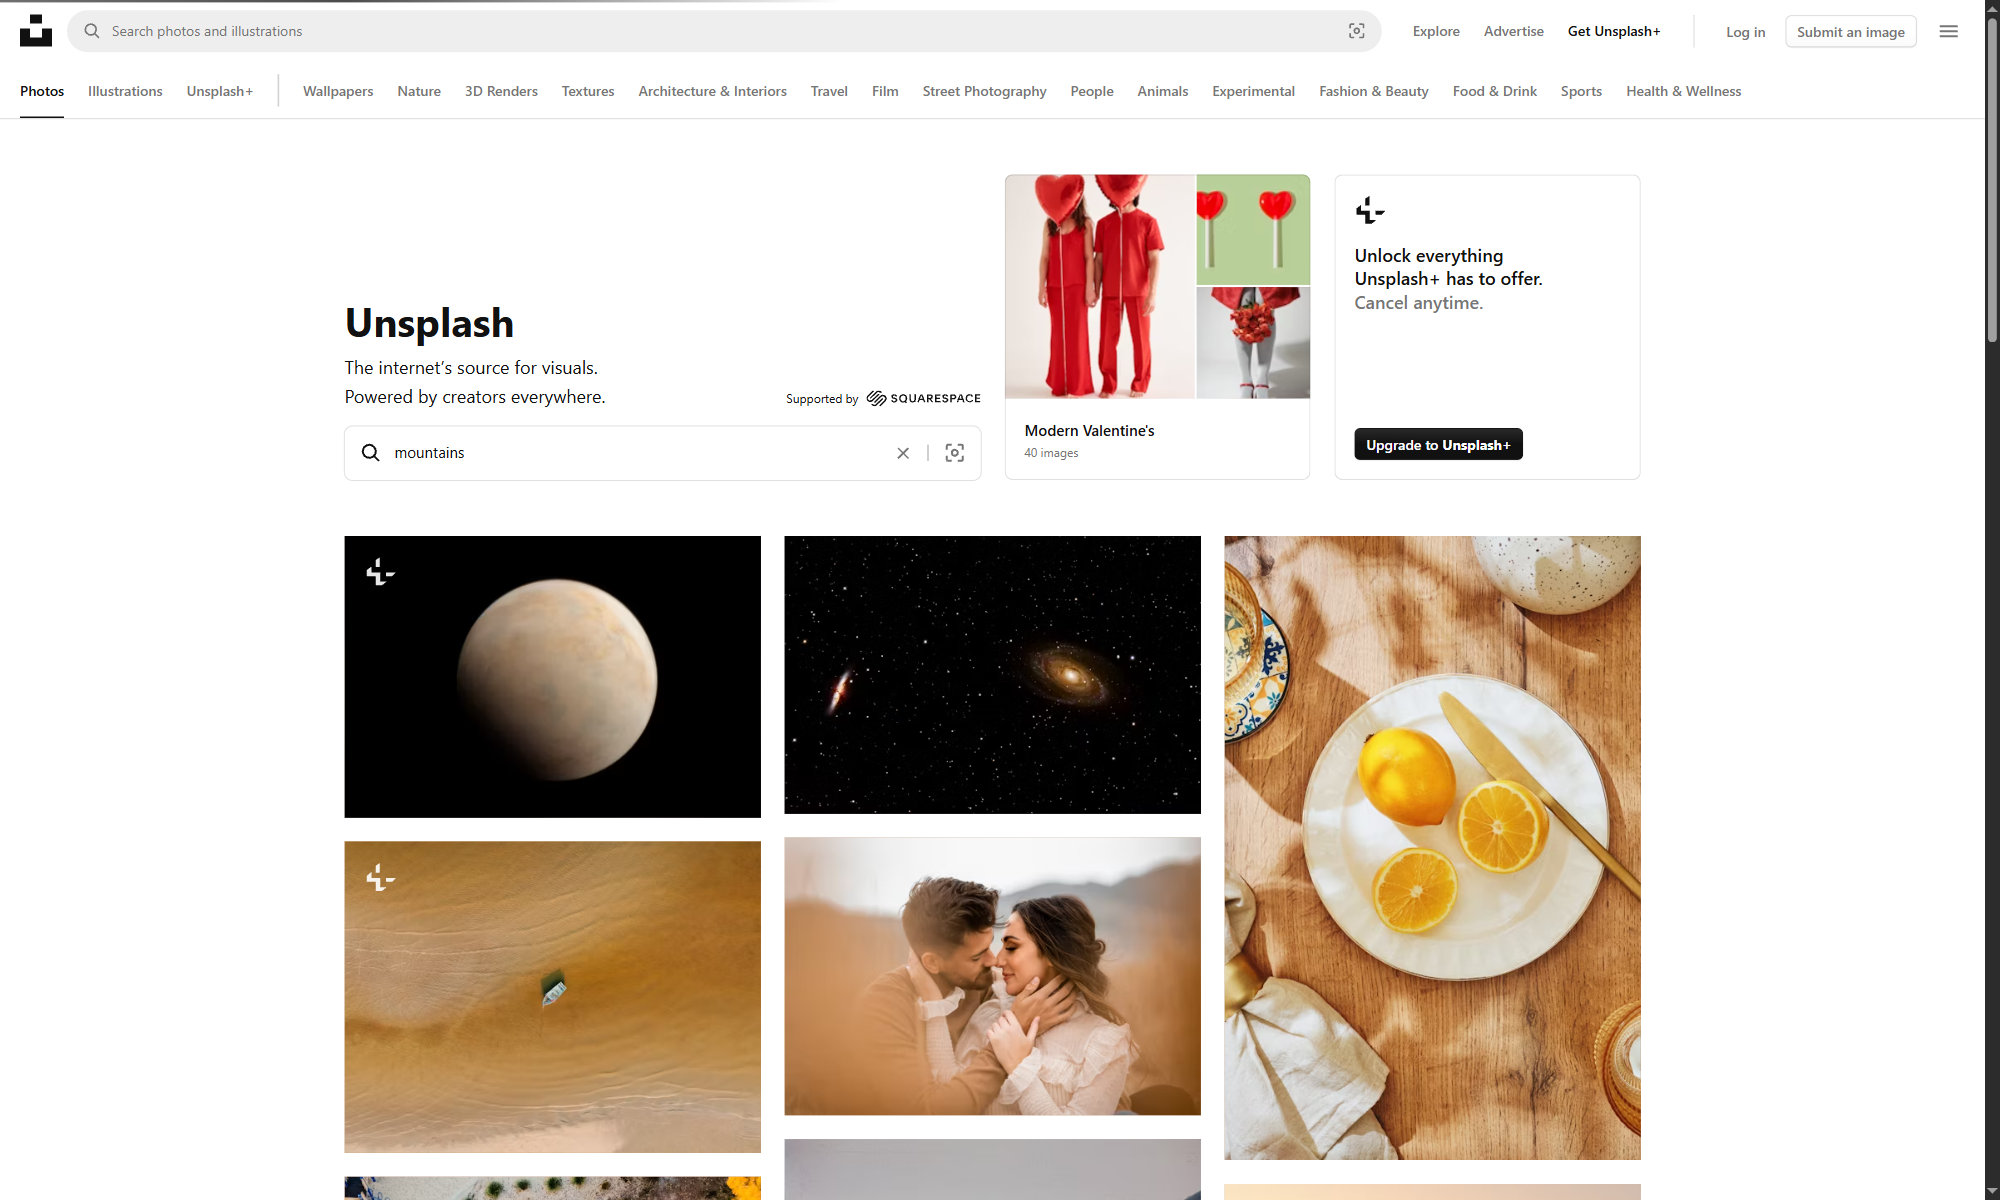 Search photos and illustrations
Explore
Advertise
Get Unsplash+
Log in
Submit an image
Photos
Illustrations
Unsplash+
Wallpapers
Nature
3D Renders
Textures
Architecture & Interiors
Travel
Film
Street Photography
People
Animals
Experimental
Fashion & Beauty
Food & Drink
Sports
Health & Wellness
Unsplash
The internet’s source for visuals.
Powered by creators everywhere.
Supported by SQUARESPACE
mountains
Modern Valentine's
40 images
Unlock everything
Unsplash+ has to offer.
Cancel anytime.
Upgrade to Unsplash+